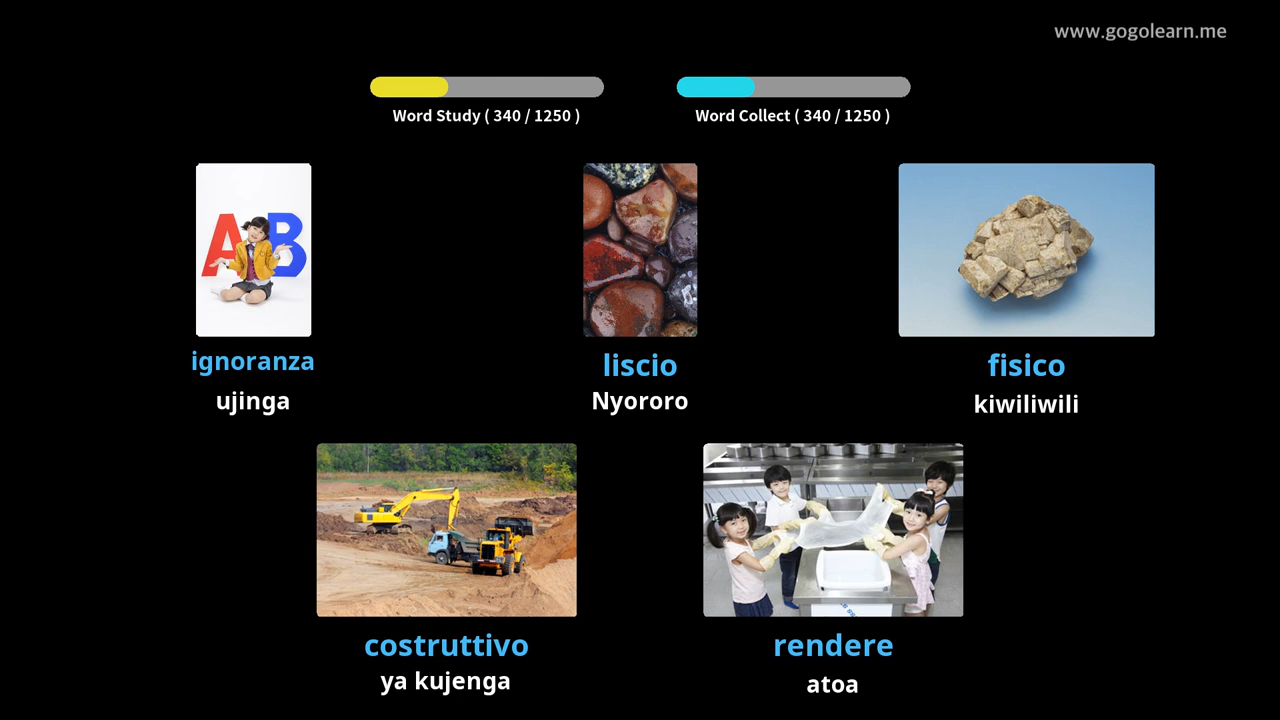 www.gogolearn.me
Word Study ( 340 / 1250 )
Word Collect ( 340 / 1250 )
ignoranza
ujinga
liscio
Nyororo
fisico
kiwiliwili
costruttivo
ya kujenga
rendere
atoa